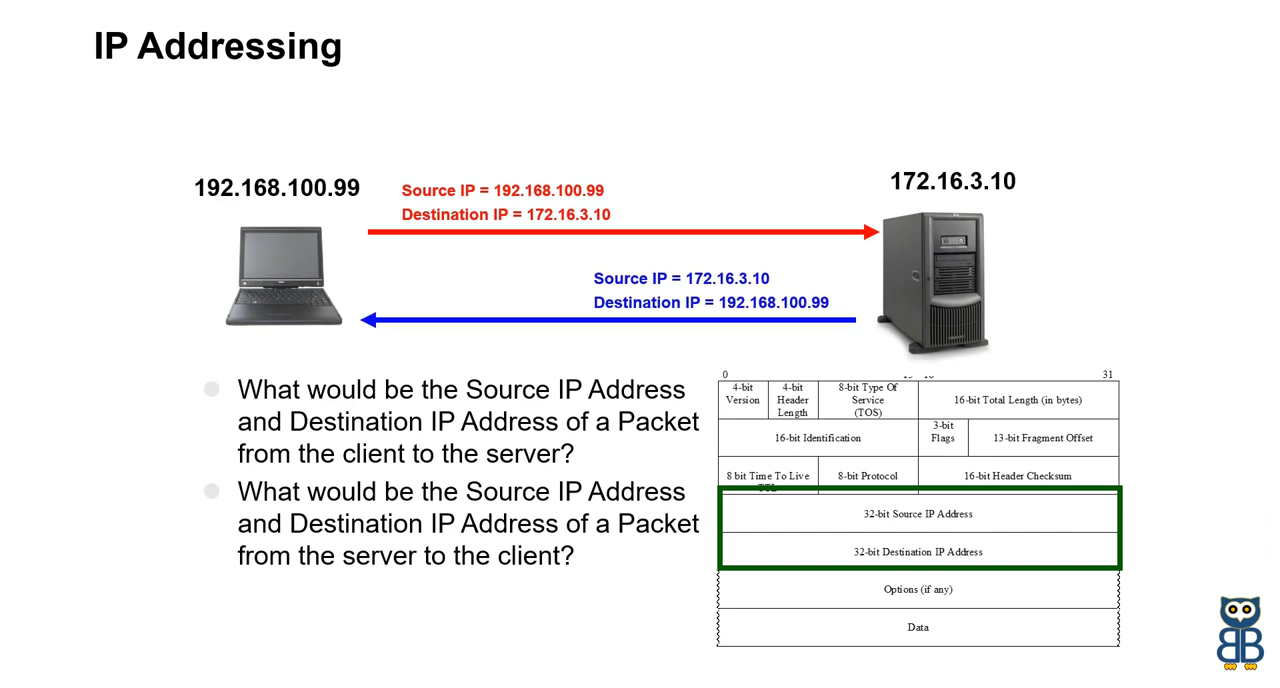 IP Addressing
192.168.100.99
172.16.3.10
Source IP = 192.168.100.99
Destination IP = 172.16.3.10
Source IP = 172.16.3.10
Destination IP = 192.168.100.99
What would be the Source IP Address
and Destination IP Address of a Packet
from the client to the server?
What would be the Source IP Address
and Destination IP Address of a Packet
from the server to the client?
0 31
4-bit
Version
4-bit
Header
Length
8-bit Type Of
Service
(TOS)
16-bit Total Length (in bytes)
16-bit Identification
3-bit
Flags
13-bit Fragment Offset
8 bit Time To Live
TTL
8-bit Protocol
16-bit Header Checksum
32-bit Source IP Address
32-bit Destination IP Address
Options (if any)
Data
BB